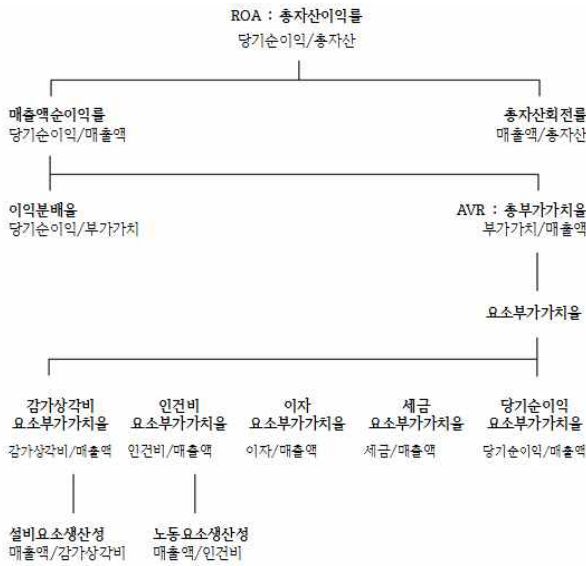 ROA : 총자산이익률
당기순이익/총자산
매출액순이익률
당기순이익/매출액
총자산회전률
매출액/총자산
이익분배율
당기순이익/부가가치
AVR : 총부가가치율
부가가치/매출액
요소부가가치율
감가상각비
요소부가가치율
감가상각비/매출액
인건비
요소부가가치율
인건비/매출액
이자
요소부가가치율
이자/매출액
세금
요소부가가치율
세금/매출액
당기순이익
요소부가가치율
당기순이익/매출액
설비요소생산성
매출액/감가상각비
노동요소생산성
매출액/인건비